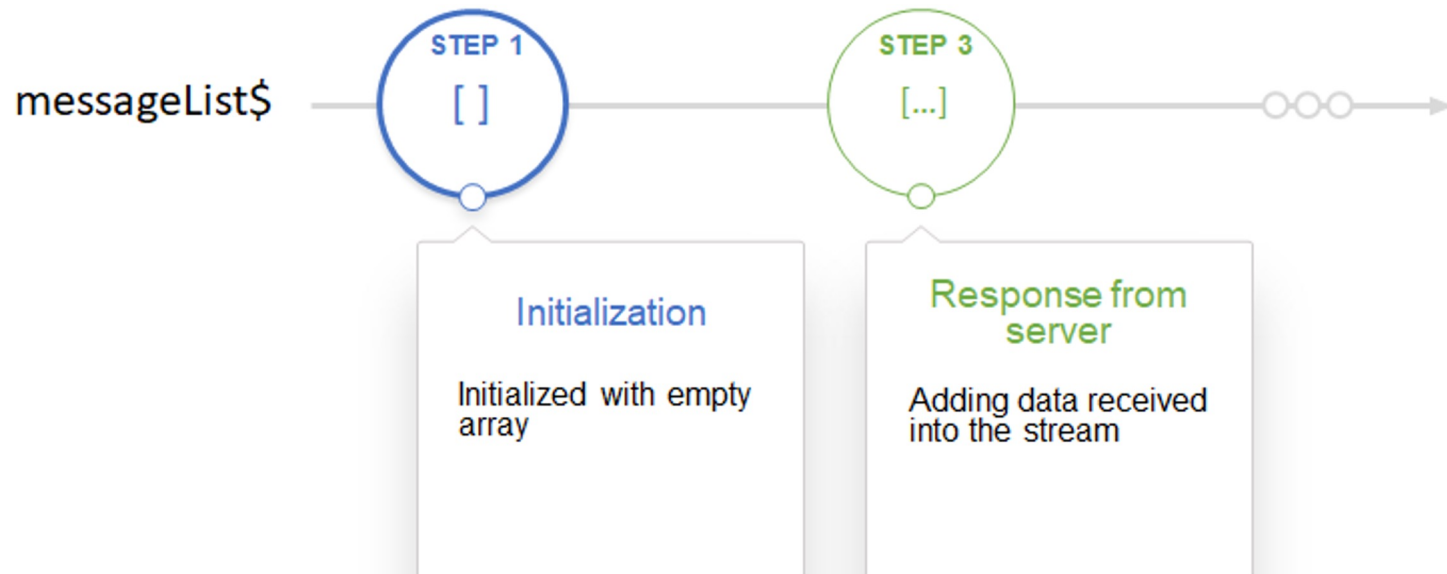 messageList$
STEP 1
[ ]
STEP 3
[...]
Initialization
Initialized with empty
array
Response from
server
Adding data received
into the stream